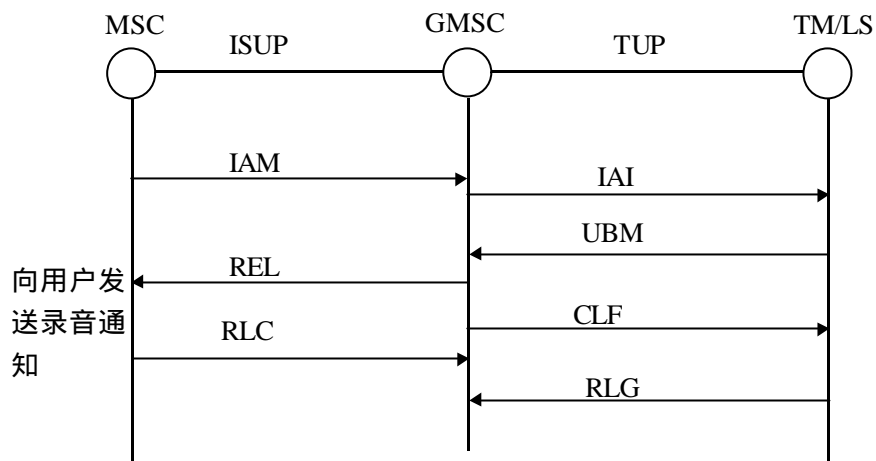 MSC
GMSC
TM/LS
ISUP
TUP
IAM
IAI
UBM
REL
向用户发
送录音通
知
CLF
RLC
RLG